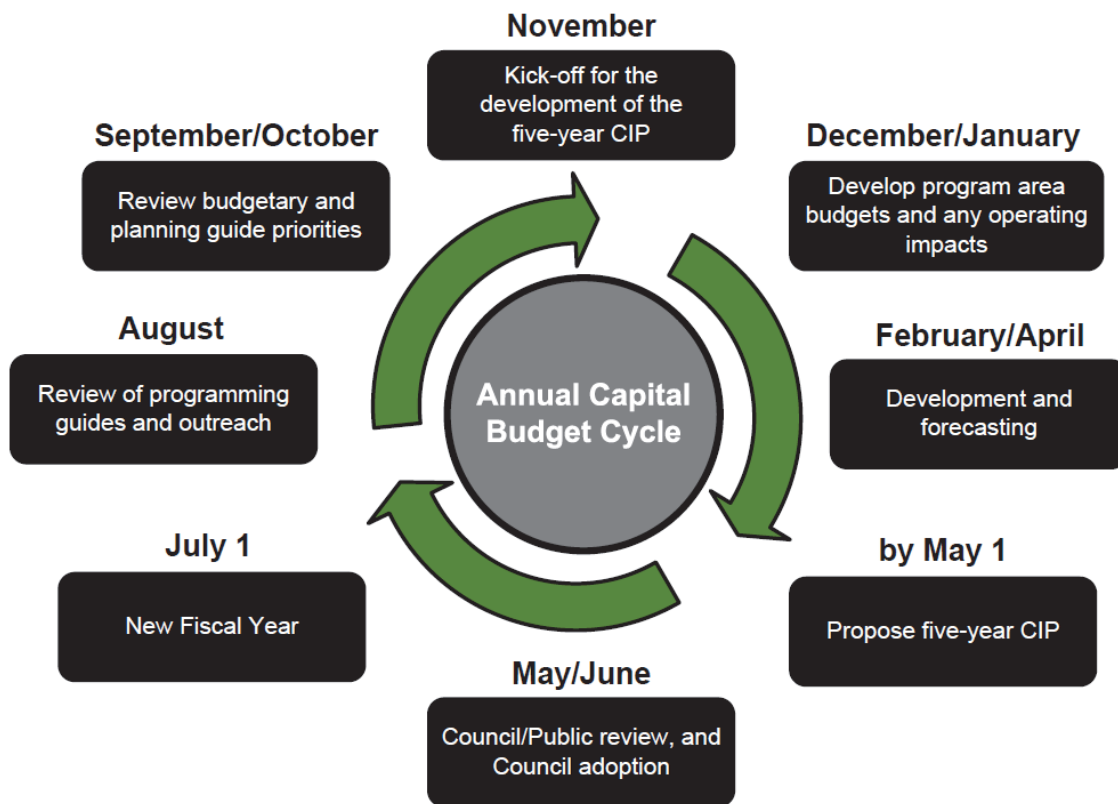 November
Kick-off for the
development of the
five-year CIP
December/January
Develop program area
budgets and any operating
impacts
February/April
Development and
forecasting
by May 1
Propose five-year CIP
May/June
Council/Public review, and
Council adoption
July 1
New Fiscal Year
August
Review of programming
guides and outreach
September/October
Review budgetary and
planning guide priorities
Annual Capital
Budget Cycle